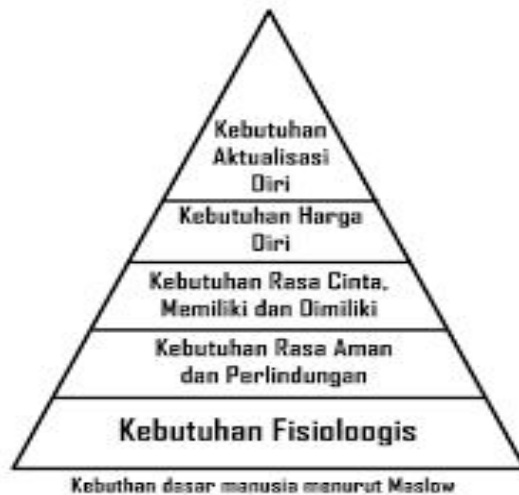 Kebutuhan
Aktualisasi
Diri
Kebutuhan Harga
Diri
Kebutuhan Rasa Cinta,
Memiliki dan Dimiliki
Kebutuhan Rasa Aman
dan Perlindungan
Kebutuhan Fisioloogis
Kebuthan dasar manusia menurut Maslow